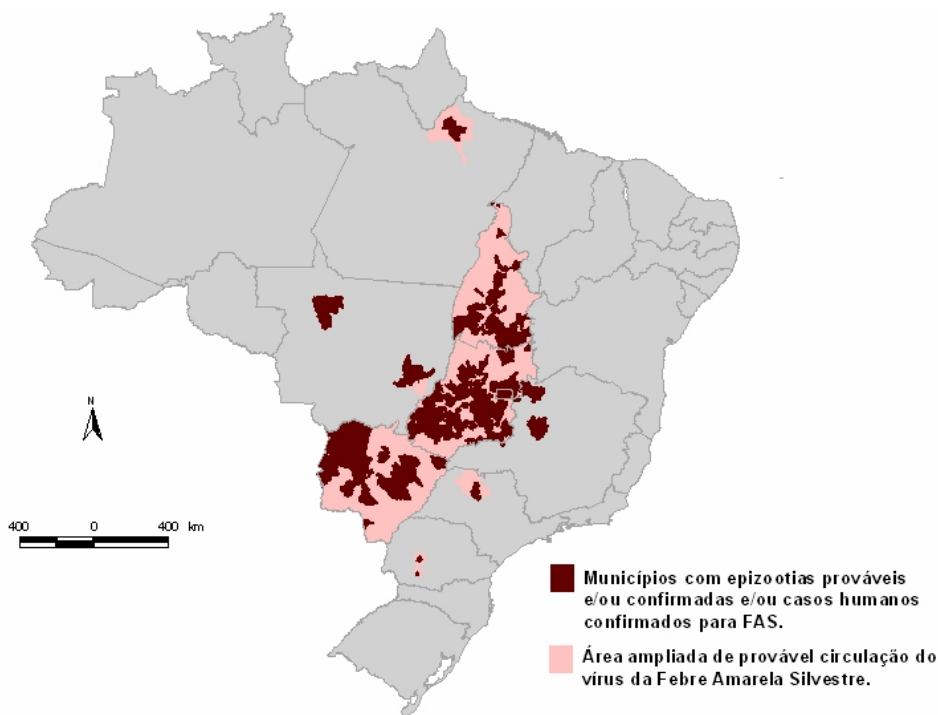 N
400 0 400 km
Municípios com epizootias prováveis
e/ou confirmadas e/ou casos humanos
confirmados para FAS.
Área ampliada de provável circulação do
vírus da Febre Amarela Silvestre.